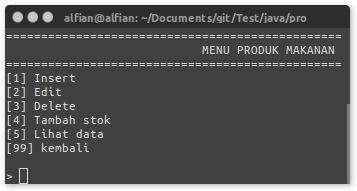 alfian@alfian: ~/Documents/git/Test/java/pro
==========================================
MENU PRODUK MAKANAN
==========================================
[1] Insert
[2] Edit
[3] Delete
[4] Tambah stok
[5] Lihat data
[99] kembali
>